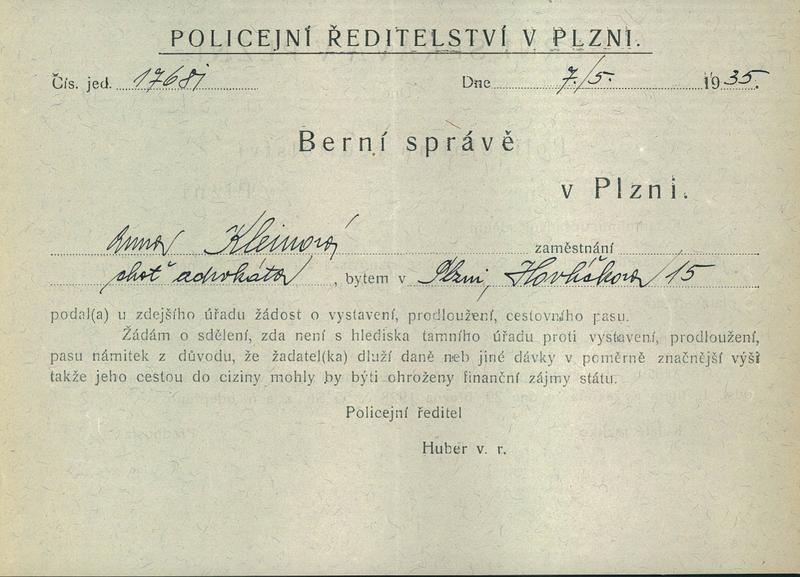 POLICEJNÍ ŘEDITELSTVÍ V PLZNI.
Čís. jed. 17681 Dne 7./5. 1935.
Berní správě
v Plzni.
Anna Kleinová zaměstnání
choť advokáta, bytem v Plzni, Havlíčkova 15
podal(a) u zdejšího úřadu žádost o vystavení, prodloužení, cestovního pasu.
Žádám o sdělení, zda není s hlediska tamního úřadu proti vystavení, prodloužení,
pasu námitek z důvodu, že žadatel(ka) dluží daně neb jiné dávky v poměrně značnější výši
takže jeho cestou do ciziny mohly by býti ohroženy finanční zájmy státu.
Policejní ředitel
Huber v. r.